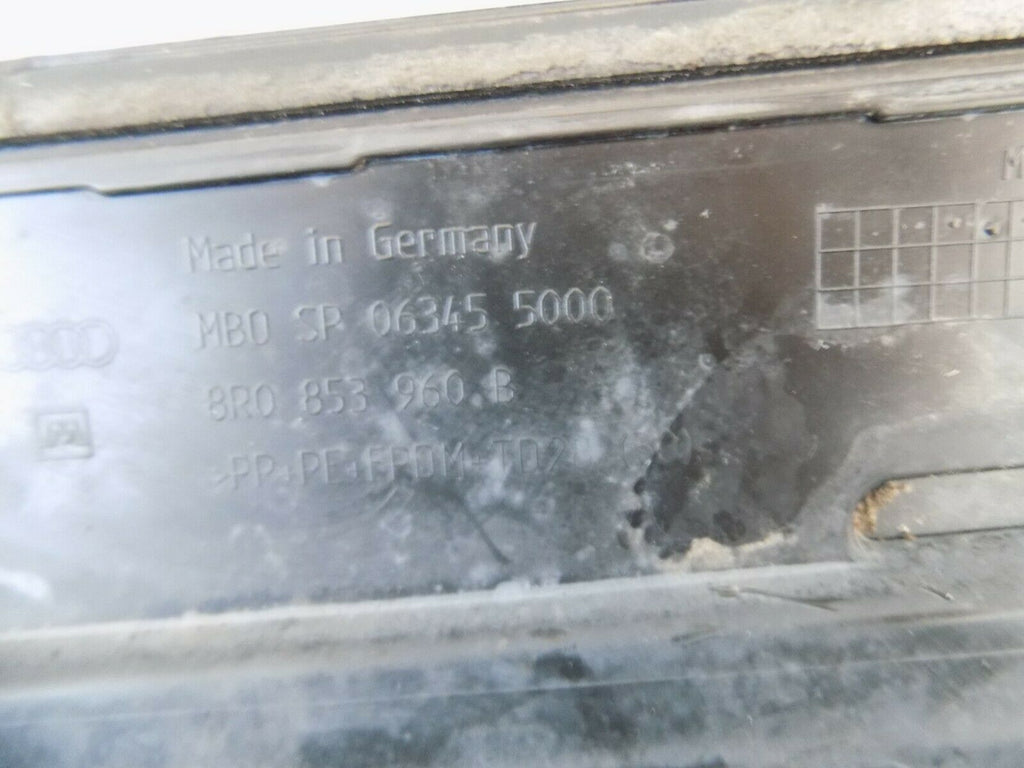 Made in Germany
MBO SP 06345 5000
8R0 853 960 B
>PP+PE+EPDM-TD2